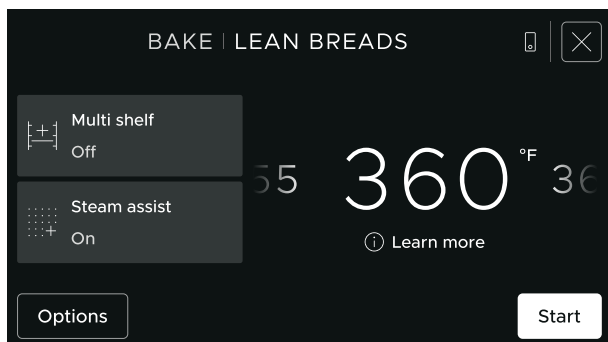 BAKE | LEAN BREADS
Multi shelf
Off
Steam assist
On
55
360 °F
36
Learn more
Options
Start